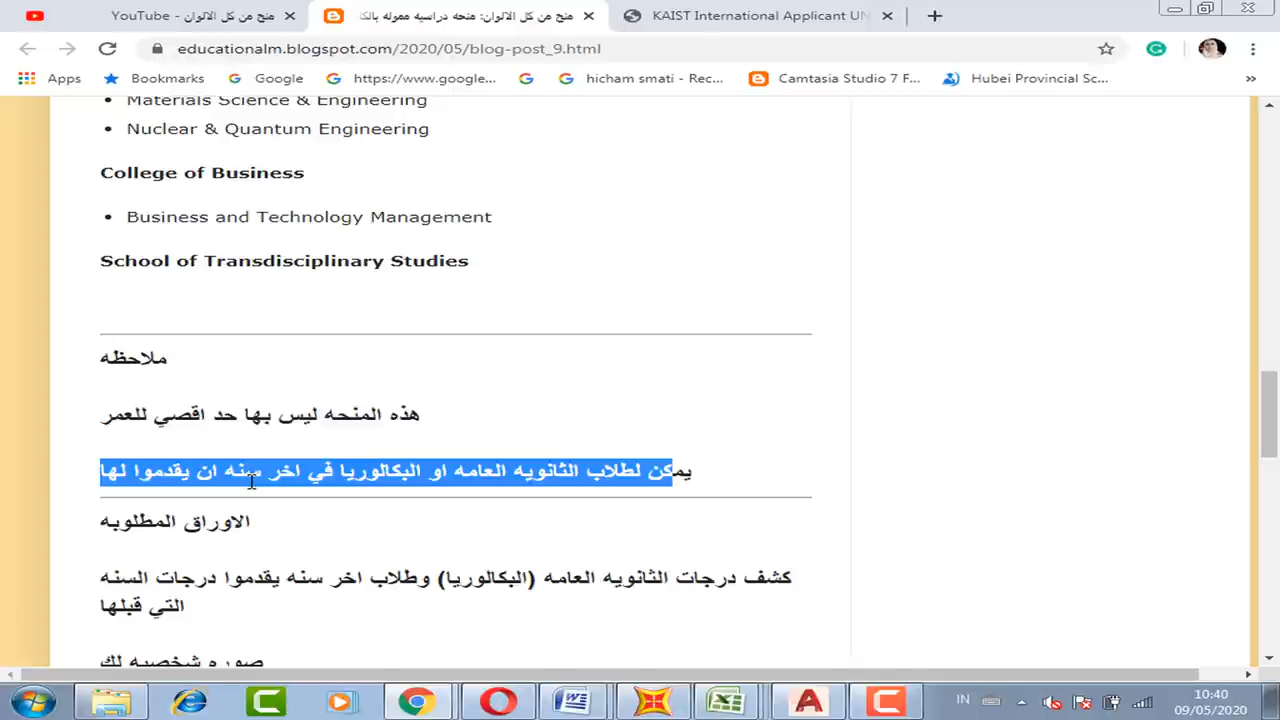 منح من كل الالوان - YouTube
منح من كل الالوان: منحه دراسيه مموله بالكا
KAIST International Applicant UN
educationalm.blogspot.com/2020/05/blog-post_9.html
Apps
Bookmarks
Google
https://www.google...
hicham smati - Rec...
Camtasia Studio 7 F...
Hubei Provincial Sc...
»
• Materials Science & Engineering
• Nuclear & Quantum Engineering
College of Business
• Business and Technology Management
School of Transdisciplinary Studies
ملاحظه
هذه المنحه ليس بها حد اقصي للعمر
يمكن لطلاب الثانويه العامه او البكالوريا في اخر سنه ان يقدموا لها
الاوراق المطلوبه
كشف درجات الثانويه العامه (البكالوريا) وطلاب اخر سنه يقدموا درجات السنه
التي قبلها
صوره شخصيه لك
IN
10:40
09/05/2020